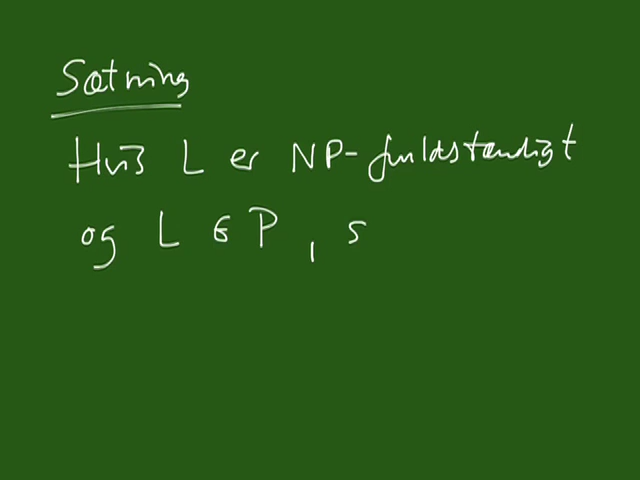 Sætning
Hvis L er NP-fuldstændigt
og L ∈ P, s